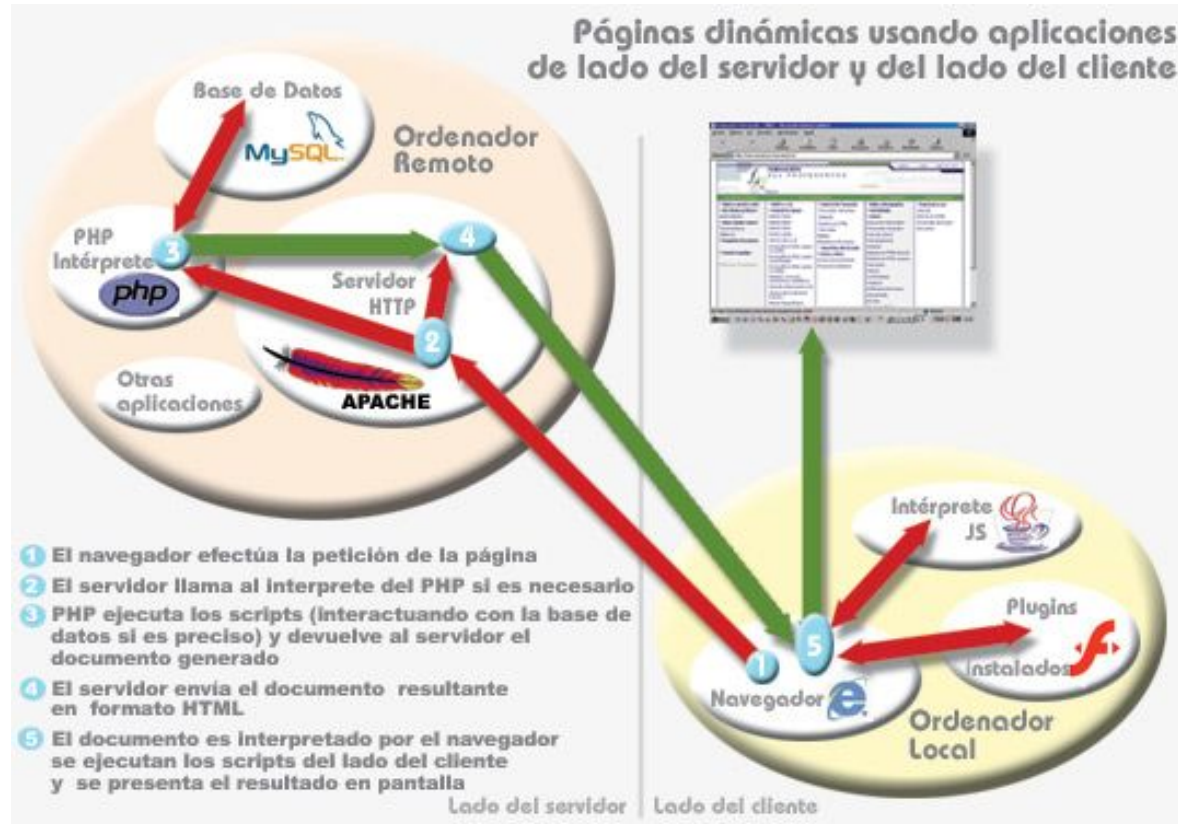 Páginas dinámicas usando aplicaciones
de lado del servidor y del lado del cliente
Base de Datos
MySQL
Ordenador
Remoto
PHP
Intérprete
php
3
4
Servidor
HTTP
2
APACHE
Otras
aplicaciones
Intérprete
JS
Plugins
Instalados
1
5
Navegador
Ordenador
Local
1 El navegador efectúa la petición de la página
2 El servidor llama al interprete del PHP si es necesario
3 PHP ejecuta los scripts (interactuando con la base de
datos si es preciso) y devuelve al servidor el
documento generado
4 El servidor envía el documento resultante
en formato HTML
5 El documento es interpretado por el navegador
se ejecutan los scripts del lado del cliente
y se presenta el resultado en pantalla
Lado del servidor
Lado del cliente